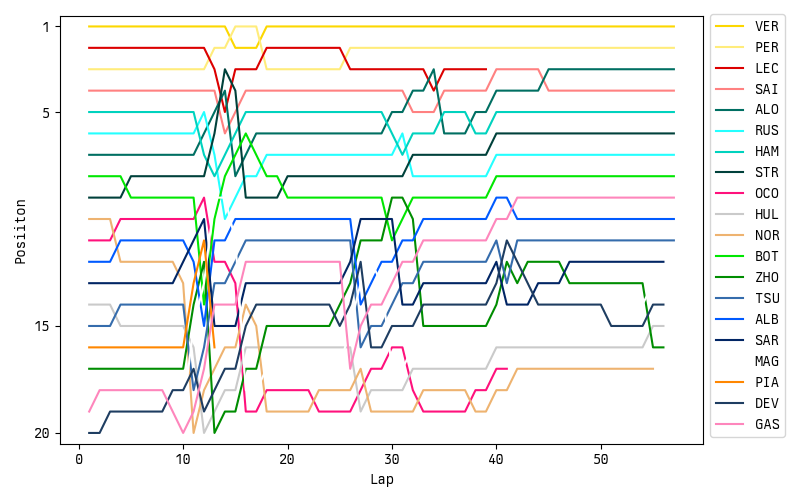 1
5
15
20
Posiiton
0
10
20
30
40
50
Lap
VER
PER
LEC
SAI
ALO
RUS
HAM
STR
OCO
HUL
NOR
BOT
ZHO
TSU
ALB
SAR
MAG
PIA
DEV
GAS